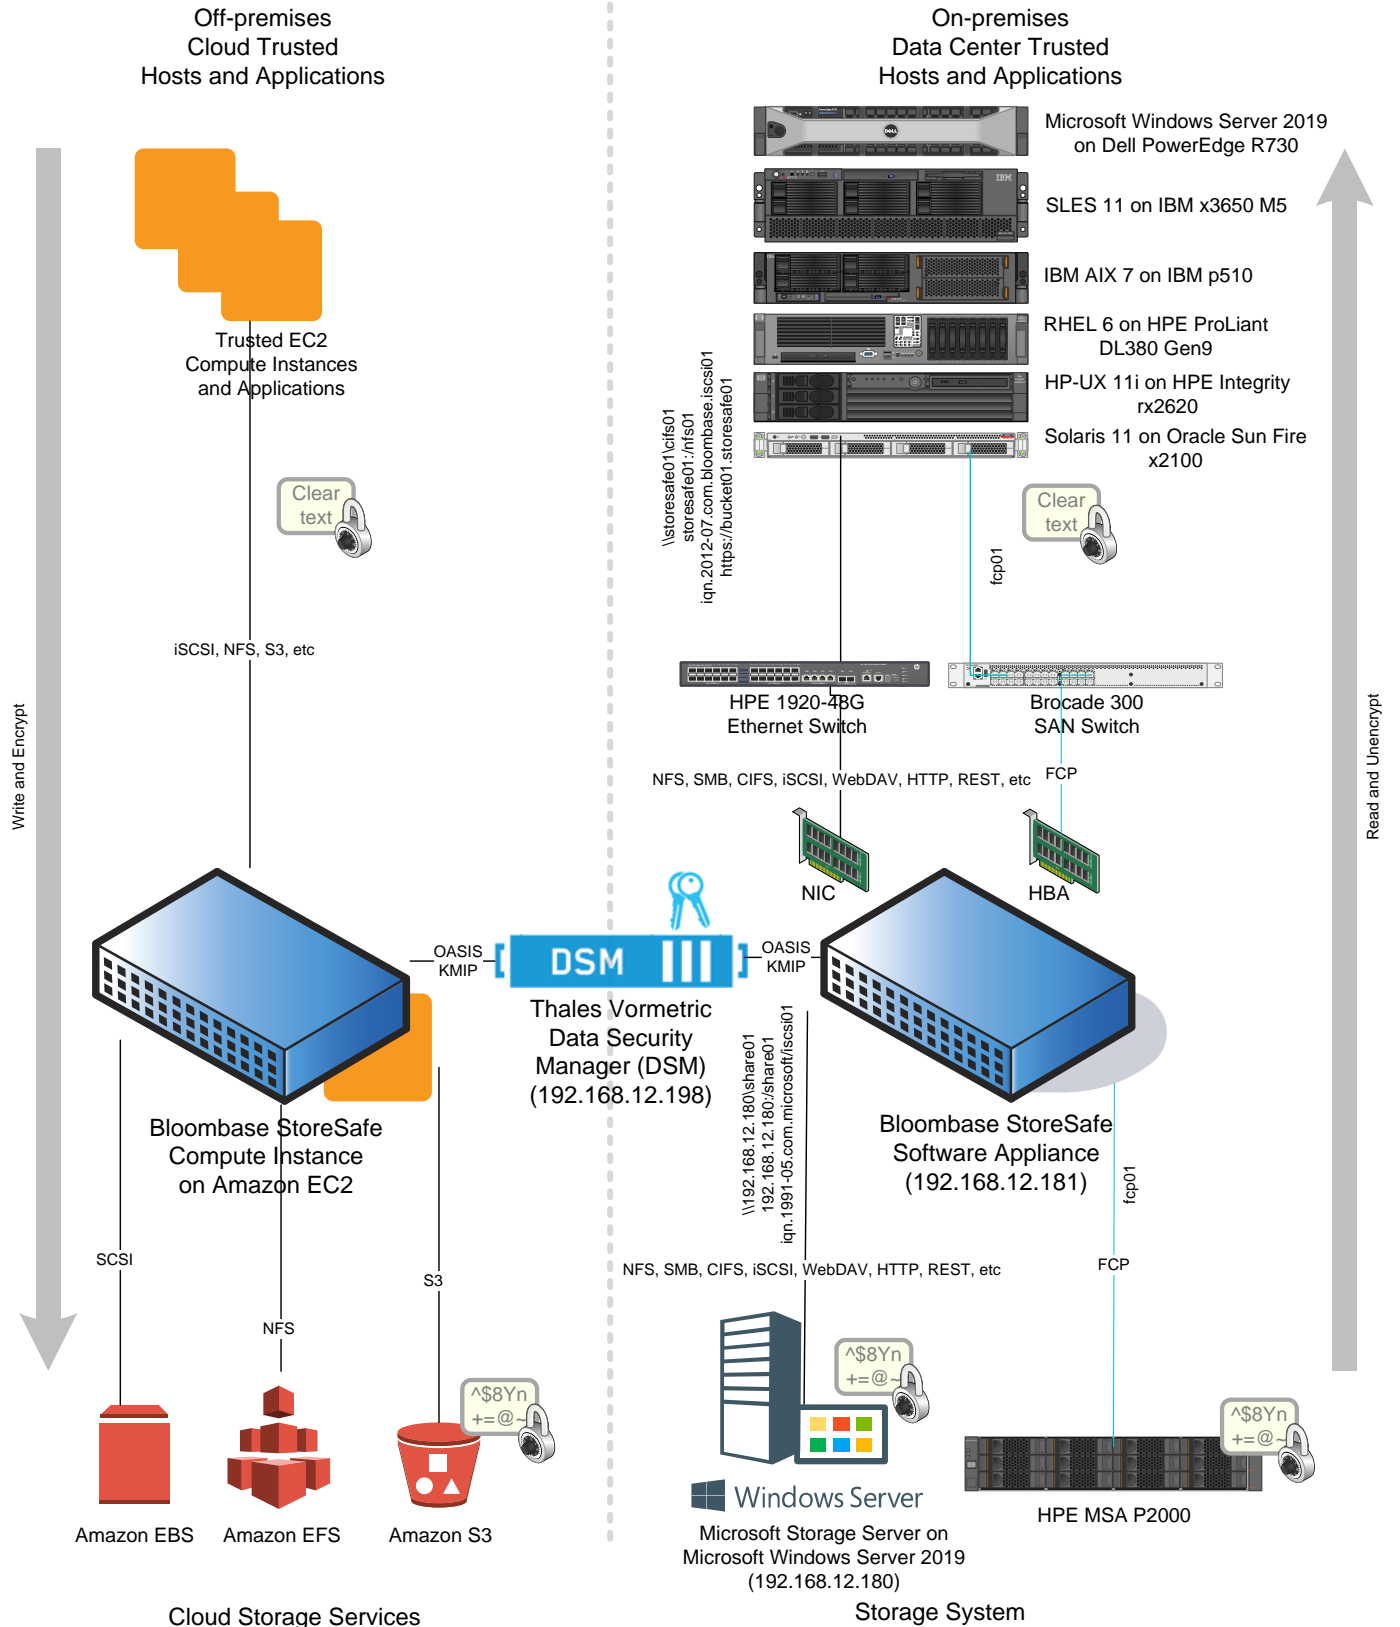 Off-premises
Cloud Trusted
Hosts and Applications
On-premises
Data Center Trusted
Hosts and Applications
DELL
Microsoft Windows Server 2019
on Dell PowerEdge R730
IBM
SLES 11 on IBM x3650 M5
IBM AIX 7 on IBM p510
RHEL 6 on HPE ProLiant
DL380 Gen9
HP-UX 11i on HPE Integrity
rx2620
Solaris 11 on Oracle Sun Fire
x2100
Trusted EC2
Compute Instances
and Applications
Clear
text
\\storesafe01\cifs01
storesafe01:/nfs01
iqn.2012-07.com.bloombase.iscsi01
https://bucket01.storesafe01
Clear
text
fcp01
iSCSI, NFS, S3, etc
HPE 1920-48G
Ethernet Switch
Brocade 300
SAN Switch
Write and Encrypt
Read and Unencrypt
NFS, SMB, CIFS, iSCSI, WebDAV, HTTP, REST, etc
FCP
NIC
HBA
OASIS
KMIP
DSM
OASIS
KMIP
Thales Vormetric
Data Security
Manager (DSM)
(192.168.12.198)
\\192.168.12.180\share01
192.168.12.180:/share01
iqn.1991-05.com.microsoft/iscsi01
Bloombase StoreSafe
Compute Instance
on Amazon EC2
Bloombase StoreSafe
Software Appliance
(192.168.12.181)
fcp01
SCSI
NFS
S3
NFS, SMB, CIFS, iSCSI, WebDAV, HTTP, REST, etc
FCP
^$8Yn
+=@~
^$8Yn
+=@~
^$8Yn
+=@~
Windows Server
Amazon EBS
Amazon EFS
Amazon S3
Microsoft Storage Server on
Microsoft Windows Server 2019
(192.168.12.180)
HPE MSA P2000
Cloud Storage Services
Storage System